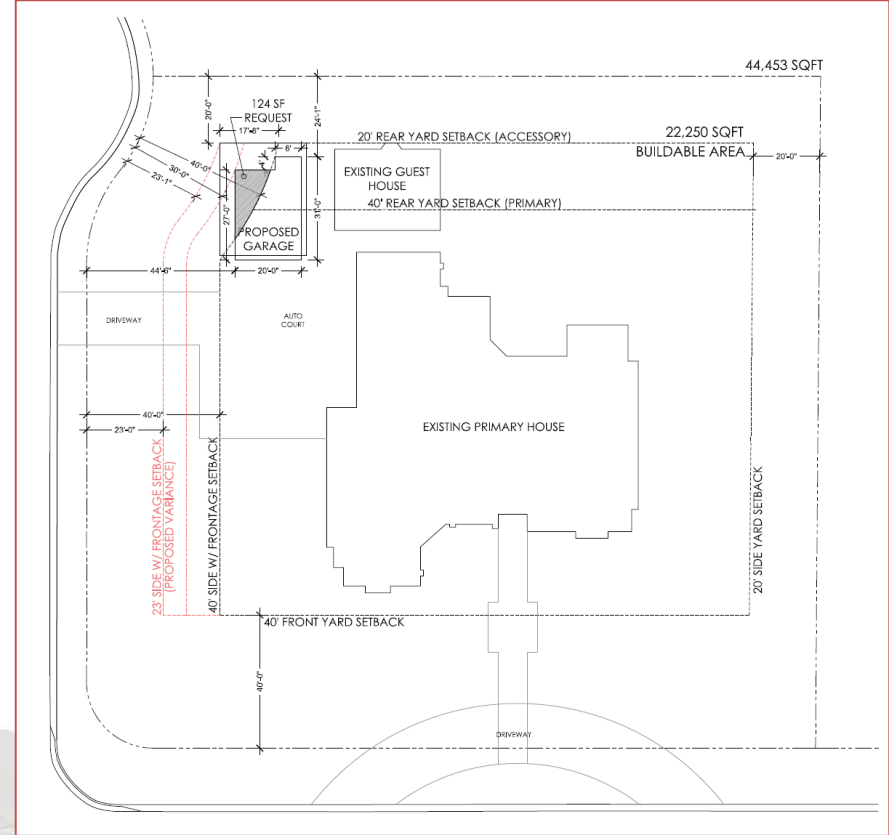 44,453 SQFT
20'-0"
124 SF
REQUEST
17'-8"
24'-1"
20' REAR YARD SETBACK (ACCESSORY)
22,250 SQFT
BUILDABLE AREA
20'-0"
6'
4'
40'-0"
30'-0"
23'-1"
EXISTING GUEST
HOUSE
27'-0"
31'-0"
40' REAR YARD SETBACK (PRIMARY)
PROPOSED
GARAGE
44'-6"
20'-0"
DRIVEWAY
AUTO
COURT
40'-0"
23'-0"
EXISTING PRIMARY HOUSE
23' SIDE W/ FRONTAGE SETBACK
(PROPOSED VARIANCE)
40' SIDE W/ FRONTAGE SETBACK
20' SIDE YARD SETBACK
40' FRONT YARD SETBACK
40'-0"
DRIVEWAY